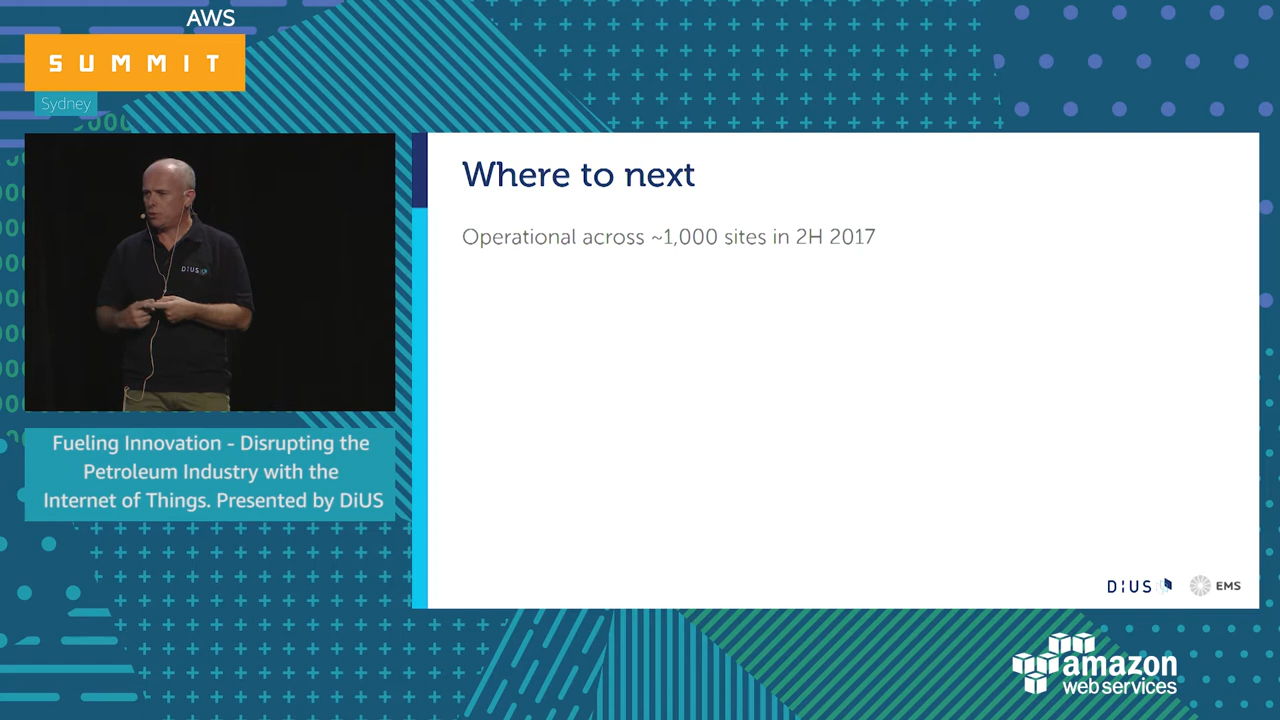 AWS
SUMMIT
Sydney
DiUS
Fueling Innovation - Disrupting the
Petroleum Industry with the
Internet of Things. Presented by DiUS
Where to next
Operational across ~1,000 sites in 2H 2017
DiUS
EMS
amazon
web services